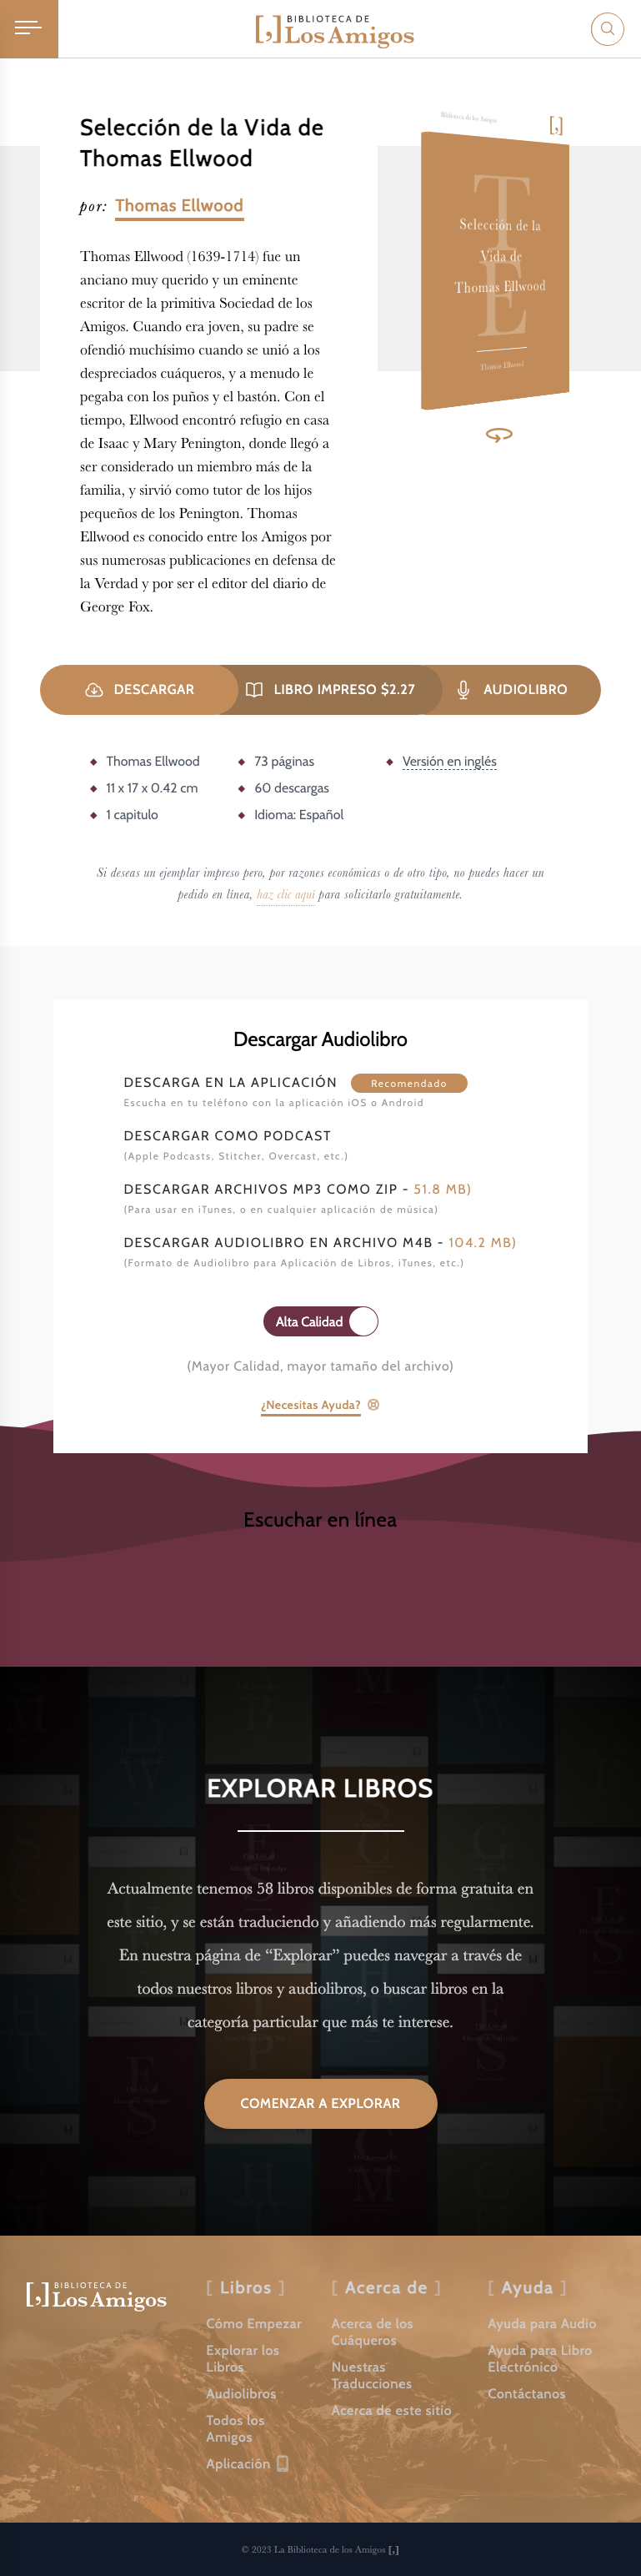 BIBLIOTECA DE
[,] Los Amigos
Selección de la Vida de
Thomas Ellwood
por: Thomas Ellwood
Thomas Ellwood (1639-1714) fue un
anciano muy querido y un eminente
escritor de la primitiva Sociedad de los
Amigos. Cuando era joven, su padre se
ofendió muchísimo cuando se unió a los
despreciados cuáqueros, y a menudo le
pegaba con los puños y el bastón. Con el
tiempo, Ellwood encontró refugio en casa
de Isaac y Mary Penington, donde llegó a
ser considerado un miembro más de la
familia, y sirvió como tutor de los hijos
pequeños de los Penington. Thomas
Ellwood es conocido entre los Amigos por
sus numerosas publicaciones en defensa de
la Verdad y por ser el editor del diario de
George Fox.
Biblioteca de los Amigos
[,]
T
E
Selección de la
Vida de
Thomas Ellwood
Thomas Ellwood
DESCARGAR
LIBRO IMPRESO $2.27
AUDIOLIBRO
Thomas Ellwood
11 x 17 x 0.42 cm
1 capitulo
73 páginas
60 descargas
Idioma: Español
Versión en inglés
Si deseas un ejemplar impreso pero, por razones económicas o de otro tipo, no puedes hacer un
pedido en línea, haz clic aquí para solicitarlo gratuitamente.
Descargar Audiolibro
DESCARGA EN LA APLICACIÓN Recomendado
Escucha en tu teléfono con la aplicación iOS o Android
DESCARGAR COMO PODCAST
(Apple Podcasts, Stitcher, Overcast, etc.)
DESCARGAR ARCHIVOS MP3 COMO ZIP - 51.8 MB)
(Para usar en iTunes, o en cualquier aplicación de música)
DESCARGAR AUDIOLIBRO EN ARCHIVO M4B - 104.2 MB)
(Formato de Audiolibro para Aplicación de Libros, iTunes, etc.)
Alta Calidad
(Mayor Calidad, mayor tamaño del archivo)
¿Necesitas Ayuda?
Escuchar en línea
EXPLORAR LIBROS
Actualmente tenemos 58 libros disponibles de forma gratuita en
este sitio, y se están traduciendo y añadiendo más regularmente.
En nuestra página de “Explorar” puedes navegar a través de
todos nuestros libros y audiolibros, o buscar libros en la
categoría particular que más te interese.
COMENZAR A EXPLORAR
BIBLIOTECA DE
[,] Los Amigos
[ Libros ]
Cómo Empezar
Explorar los
Libros
Audiolibros
Todos los
Amigos
Aplicación
[ Acerca de ]
Acerca de los
Cuáqueros
Nuestras
Traducciones
Acerca de este sitio
[ Ayuda ]
Ayuda para Audio
Ayuda para Libro
Electrónico
Contáctanos
© 2023 La Biblioteca de los Amigos [,]